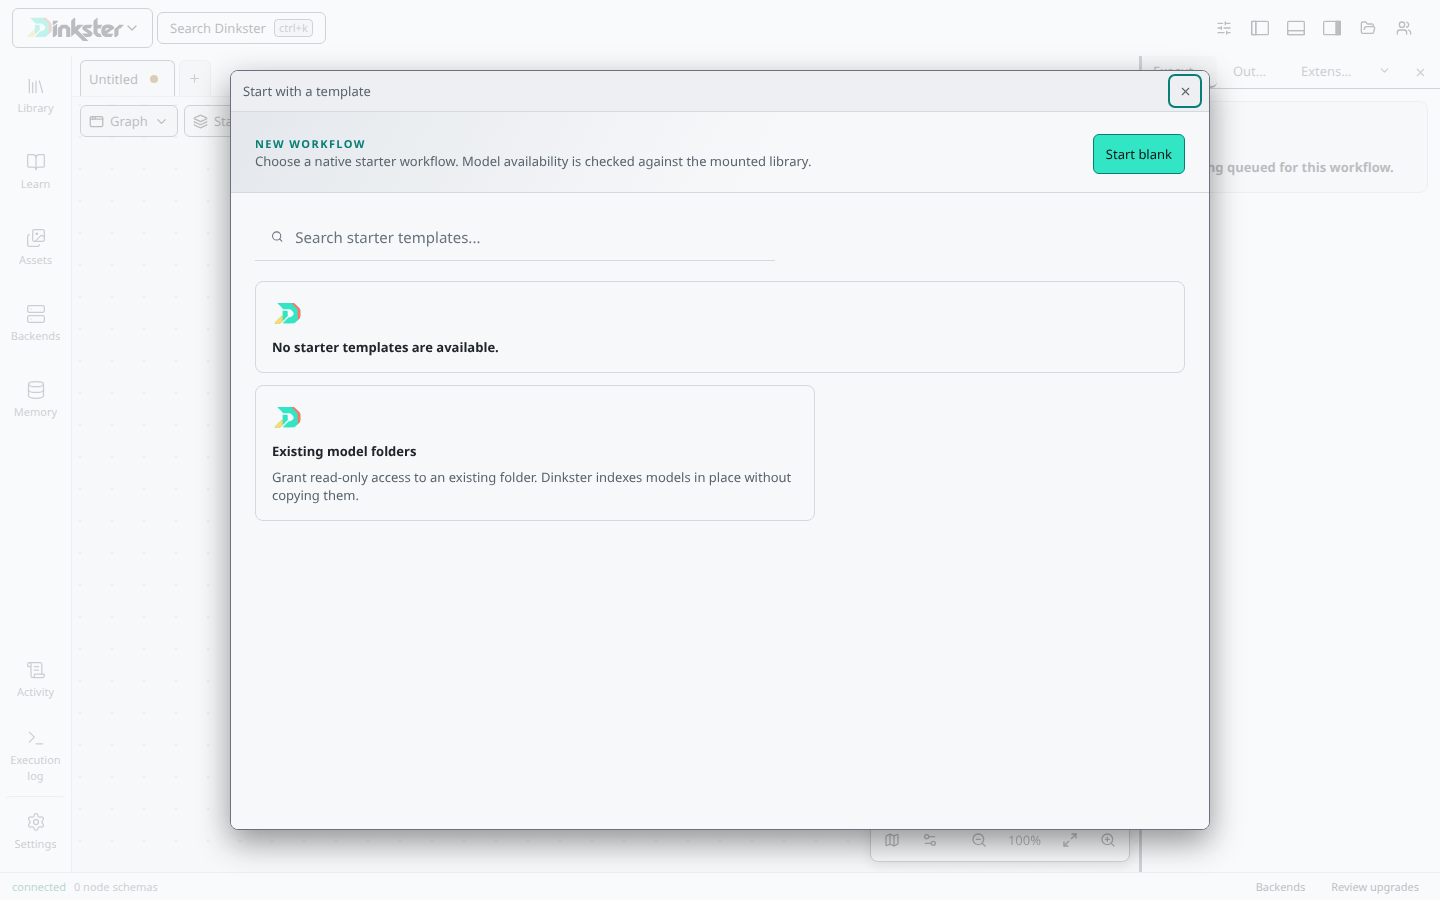 Dinkster
Search Dinkster ctrl+k
Untitled
+
Out...
Extens...
Library
Learn
Assets
Backends
Memory
Activity
Execution
log
Settings
Graph
Start with a template
NEW WORKFLOW
Choose a native starter workflow. Model availability is checked against the mounted library.
Start blank
queued for this workflow.
Search starter templates...
No starter templates are available.
Existing model folders
Grant read-only access to an existing folder. Dinkster indexes models in place without
copying them.
100%
connected 0 node schemas
Backends
Review upgrades